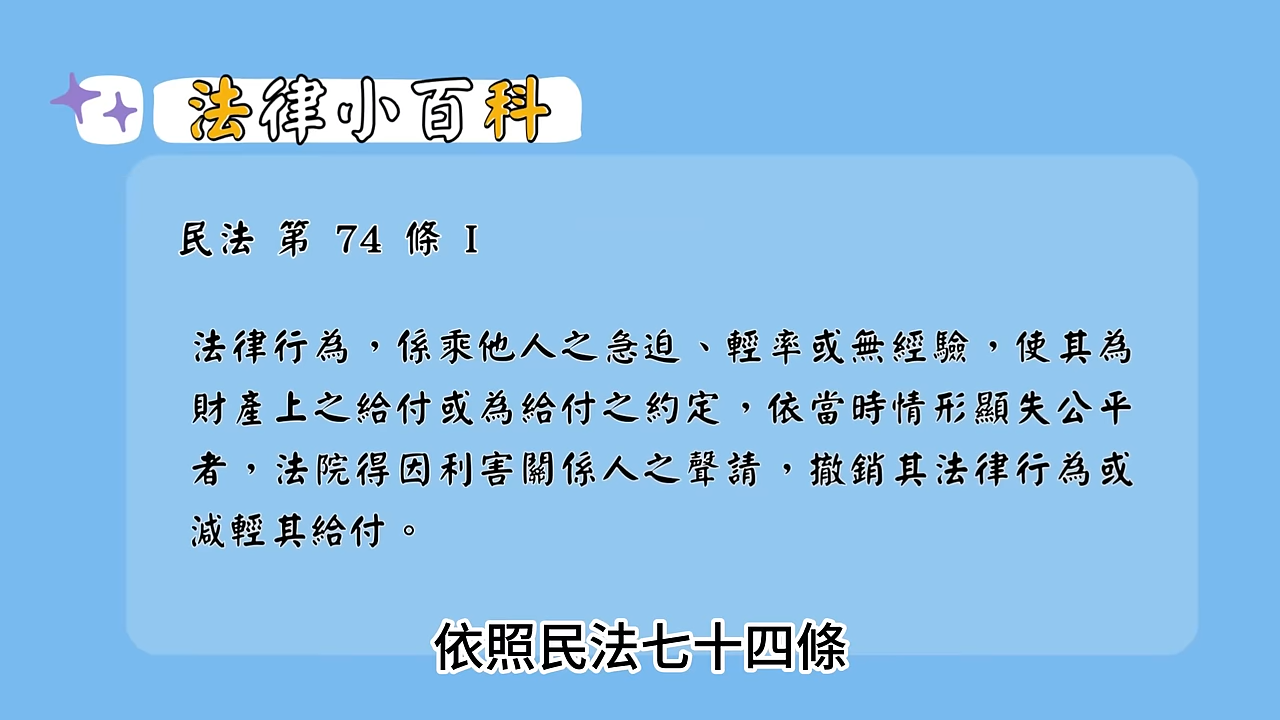 法律小百科
民法 第 74 條 I
法律行為，係乘他人之急迫、輕率或無經驗，使其為
財產上之給付或為給付之約定，依當時情形顯失公平
者，法院得因利害關係人之聲請，撤銷其法律行為或
減輕其給付。
依照民法七十四條